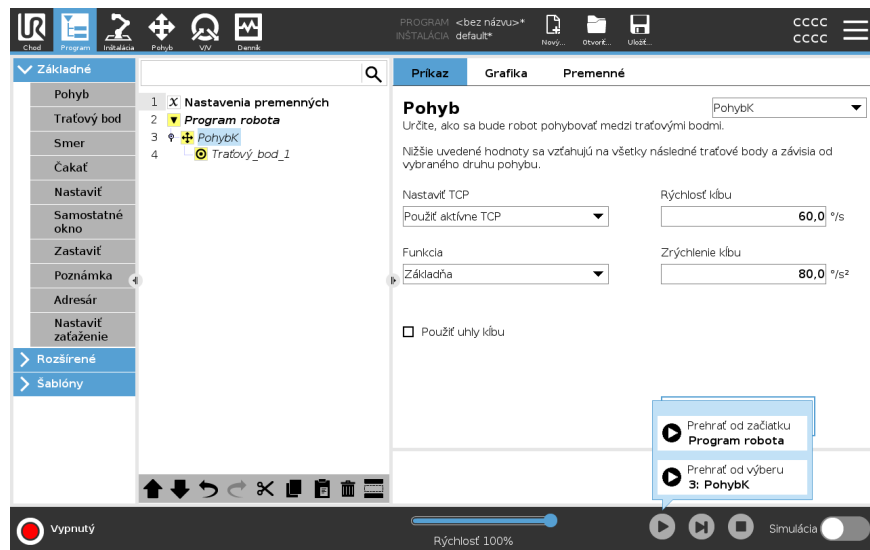 PROGRAM <bez názvu>*
INŠTALÁCIA default*
Chod
Program
Inštalácia
Pohyb
V/V
Denník
Nový...
Otvoriť...
Uložiť...
CCCC
CCCC
Základné
Pohyb
Traťový bod
Smer
Čakať
Nastaviť
Samostatné
okno
Zastaviť
Poznámka
Adresár
Nastaviť
zaťaženie
Rozšírené
Šablóny
1 X Nastavenia premenných
2 Program robota
3 PohybK
4 Traťový_bod_1
Príkaz
Grafika
Premenné
Pohyb
PohybK
Určite, ako sa bude robot pohybovať medzi traťovými bodmi.
Nižšie uvedené hodnoty sa vzťahujú na všetky následné traťové body a závisia od
vybraného druhu pohybu.
Nastaviť TCP
Rýchlosť kĺbu
Použiť aktívne TCP
60,0 °/s
Funkcia
Zrýchlenie kĺbu
Základňa
80,0 °/s²
Použiť uhly kĺbu
Prehrať od začiatku
Program robota
Prehrať od výberu
3: PohybK
Vypnutý
Rýchlosť 100%
Simulácia